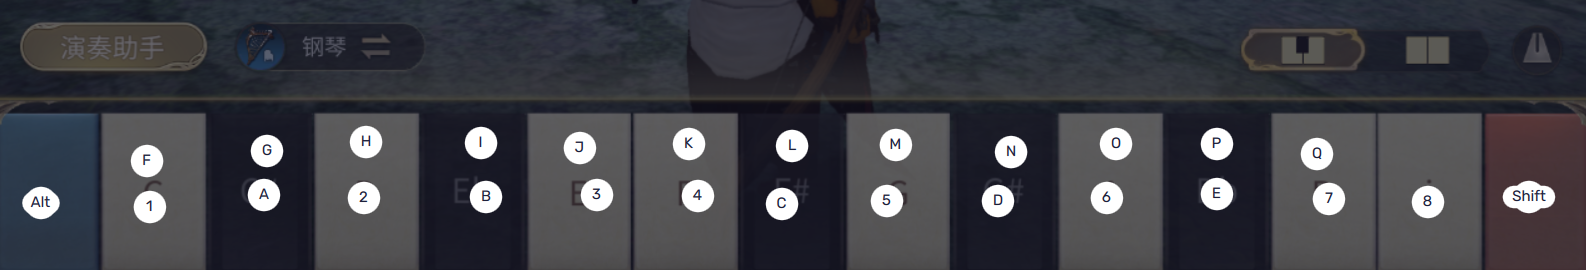 演奏助手 钢琴
F G H I J K L M N O P Q
Alt 1 A 2 B 3 4 C 5 D 6 E 7 8 Shift